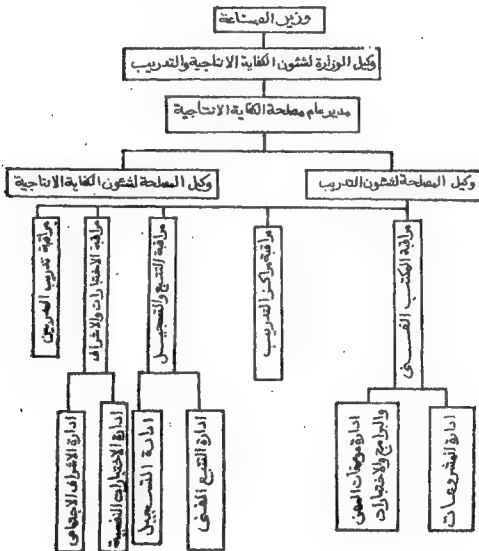 وزير الصناعة
وكيل الوزارة لشئون الكفاية الانتاجية والتدريب
مدير عام مصلحة الكفاية الانتاجية
وكيل المصلحة لشئون التدريب
وكيل المصلحة لشئون الكفاية الانتاجية
مراقبة المكتب الفنى
مراقبة مراكز التدريب
مراقبة التتبع والتسجيل
مراقبة الاختبارات والاشراف
مراقبة تدريب المدربين
ادارة المشروعات
ادارة موصفات المهن
والبرامج والاختبارات
ادارة التتبع الفنى
ادارة التسجيل
ادارة الاختبارات النفسية
ادارة الاشراف الاجتماعى